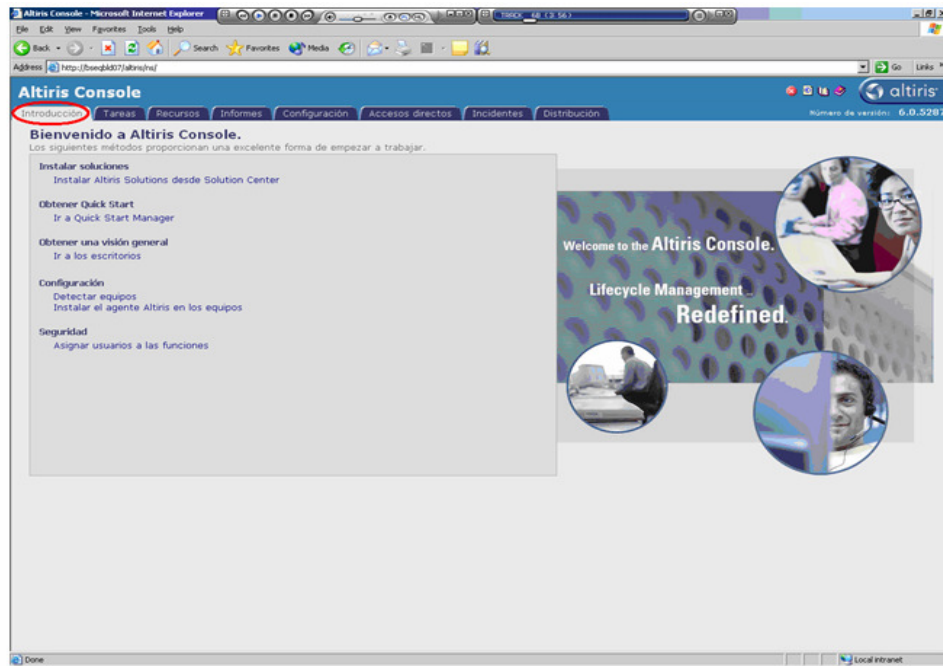 Altiris Console - Microsoft Internet Explorer
TRACK 68 (3:56)
File Edit View Favorites Tools Help
Back Search Favorites Media
Address http://bseqbld07/altiris/ns/ Go Links
Altiris Console
altiris
Introducción Tareas Recursos Informes Configuración Accesos directos Incidentes Distribución
Número de versión: 6.0.5287
Bienvenido a Altiris Console.
Los siguientes métodos proporcionan una excelente forma de empezar a trabajar.
Instalar soluciones
Instalar Altiris Solutions desde Solution Center
Obtener Quick Start
Ir a Quick Start Manager
Obtener una visión general
Ir a los escritorios
Configuración
Detectar equipos
Instalar el agente Altiris en los equipos
Seguridad
Asignar usuarios a las funciones
Welcome to the Altiris Console.
Lifecycle Management
Redefined.
Done
Local intranet